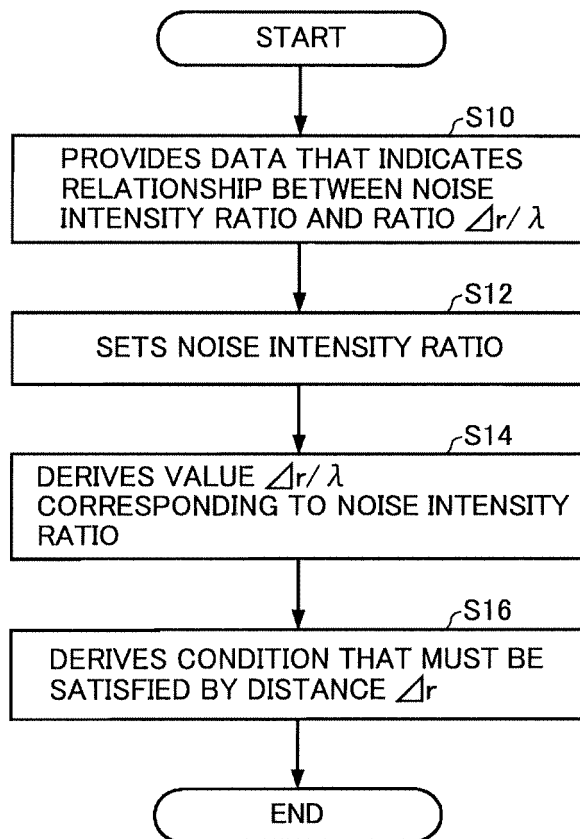 START
S10
PROVIDES DATA THAT INDICATES
RELATIONSHIP BETWEEN NOISE
INTENSITY RATIO AND RATIO ⊿r/λ
S12
SETS NOISE INTENSITY RATIO
S14
DERIVES VALUE ⊿r/λ
CORRESPONDING TO NOISE INTENSITY
RATIO
S16
DERIVES CONDITION THAT MUST BE
SATISFIED BY DISTANCE ⊿r
END